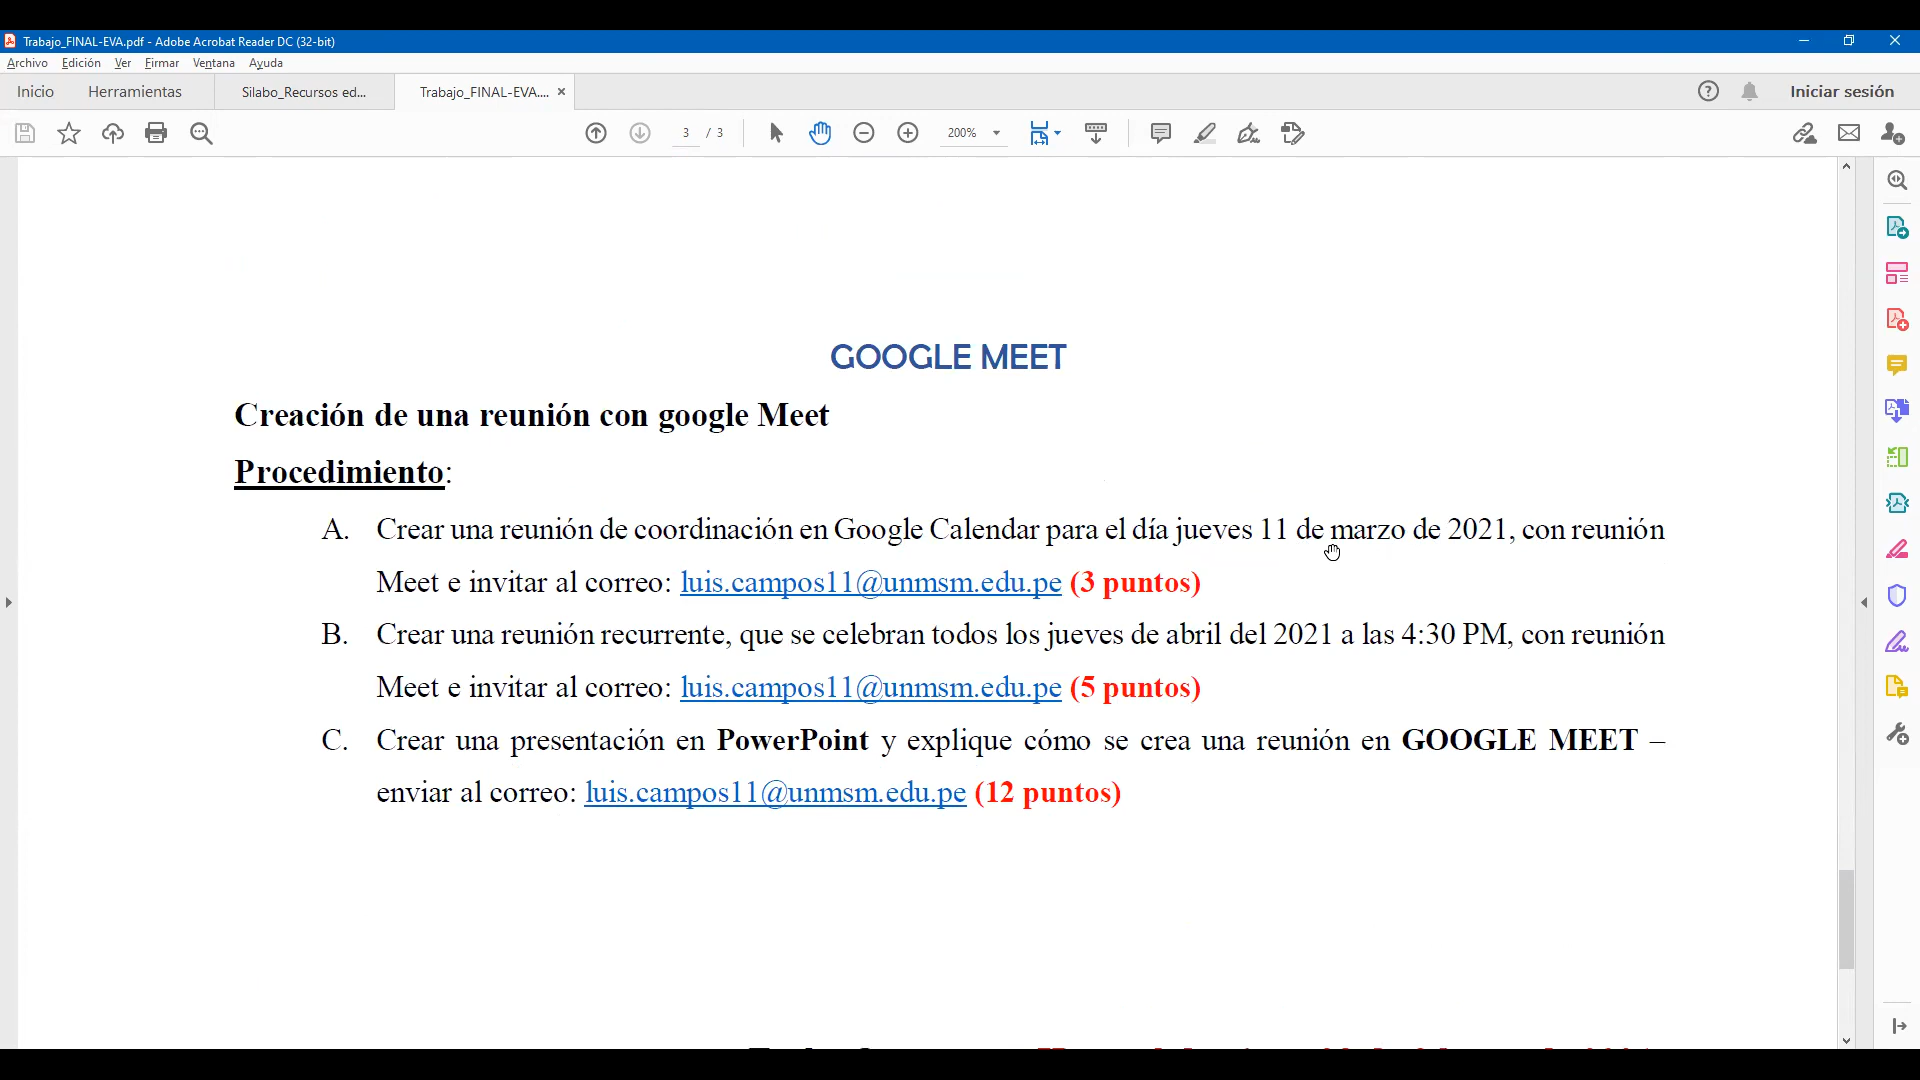 Trabajo_FINAL-EVA.pdf - Adobe Acrobat Reader DC (32-bit)
Archivo Edición Ver Firmar Ventana Ayuda
Inicio Herramientas Silabo_Recursos ed... Trabajo_FINAL-EVA.... × Iniciar sesión
3 / 3 200%
GOOGLE MEET
Creación de una reunión con google Meet
Procedimiento:
A. Crear una reunión de coordinación en Google Calendar para el día jueves 11 de marzo de 2021, con reunión
Meet e invitar al correo: luis.campos11@unmsm.edu.pe (3 puntos)
B. Crear una reunión recurrente, que se celebran todos los jueves de abril del 2021 a las 4:30 PM, con reunión
Meet e invitar al correo: luis.campos11@unmsm.edu.pe (5 puntos)
C. Crear una presentación en PowerPoint y explique cómo se crea una reunión en GOOGLE MEET –
enviar al correo: luis.campos11@unmsm.edu.pe (12 puntos)